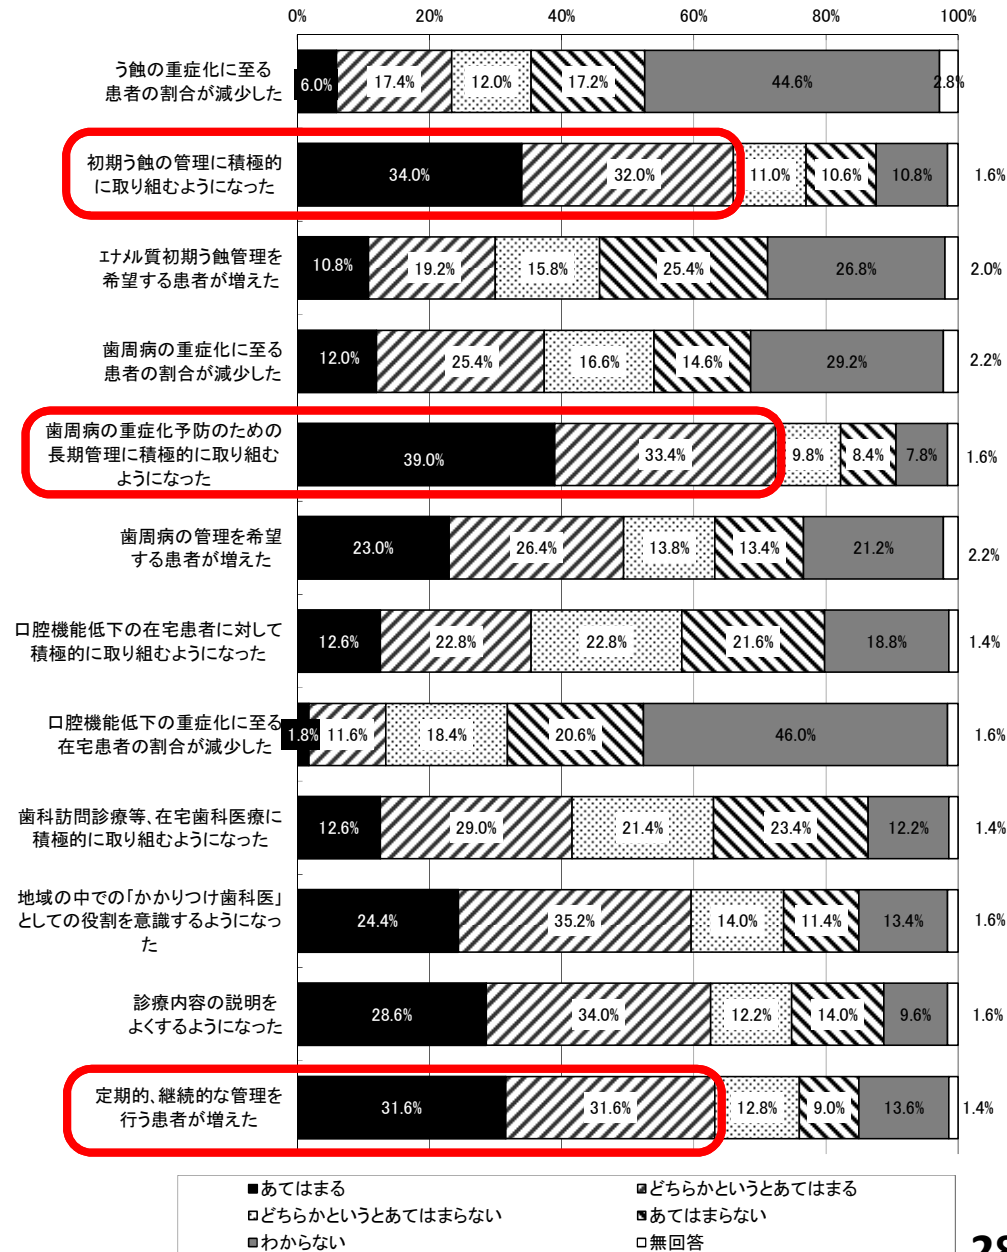 0% 20% 40% 60% 80% 100%
う蝕の重症化に至る
患者の割合が減少した
6.0% 17.4% 12.0% 17.2% 44.6% 2.8%
初期う蝕の管理に積極的
に取り組むようになった
34.0% 32.0% 11.0% 10.6% 10.8% 1.6%
エナメル質初期う蝕管理を
希望する患者が増えた
10.8% 19.2% 15.8% 25.4% 26.8% 2.0%
歯周病の重症化に至る
患者の割合が減少した
12.0% 25.4% 16.6% 14.6% 29.2% 2.2%
歯周病の重症化予防のための
長期管理に積極的に取り組む
ようになった
39.0% 33.4% 9.8% 8.4% 7.8% 1.6%
歯周病の管理を希望
する患者が増えた
23.0% 26.4% 13.8% 13.4% 21.2% 2.2%
口腔機能低下の在宅患者に対して
積極的に取り組むようになった
12.6% 22.8% 22.8% 21.6% 18.8% 1.4%
口腔機能低下の重症化に至る
在宅患者の割合が減少した
1.8% 11.6% 18.4% 20.6% 46.0% 1.6%
歯科訪問診療等、在宅歯科医療に
積極的に取り組むようになった
12.6% 29.0% 21.4% 23.4% 12.2% 1.4%
地域の中での「かかりつけ歯科医」
としての役割を意識するようになっ
た
24.4% 35.2% 14.0% 11.4% 13.4% 1.6%
診療内容の説明を
よくするようになった
28.6% 34.0% 12.2% 14.0% 9.6% 1.6%
定期的、継続的な管理を
行う患者が増えた
31.6% 31.6% 12.8% 9.0% 13.6% 1.4%
あてはまる どちらかというとあてはまる
どちらかというとあてはまらない あてはまらない
わからない 無回答